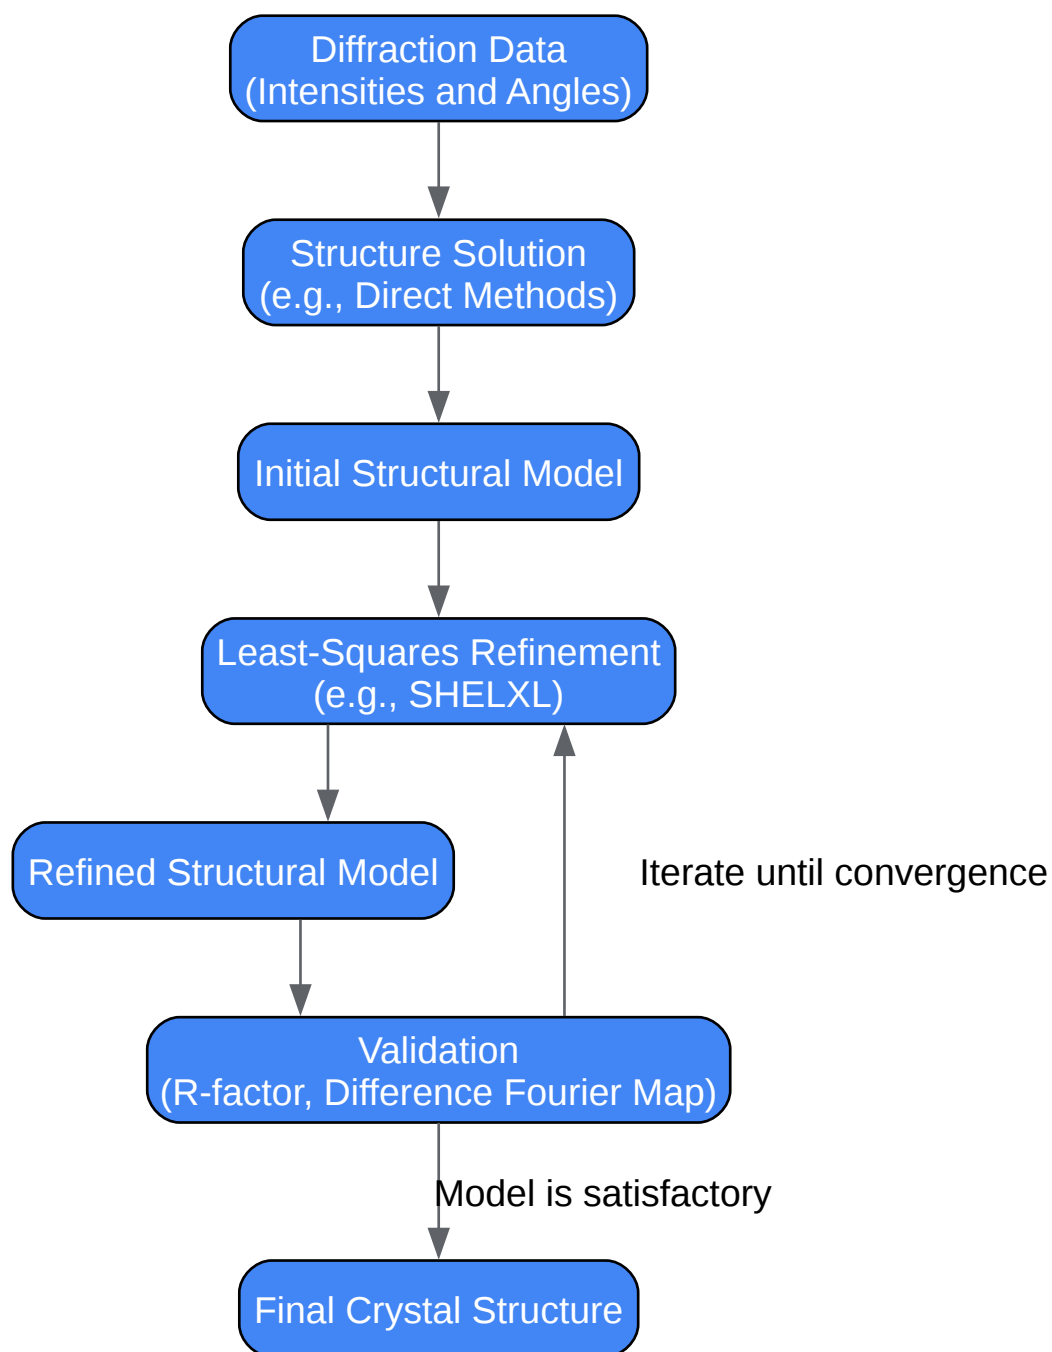 Diffraction Data
(Intensities and Angles)
Structure Solution
(e.g., Direct Methods)
Initial Structural Model
Least-Squares Refinement
(e.g., SHELXL)
Refined Structural Model
Iterate until convergence
Validation
(R-factor, Difference Fourier Map)
Model is satisfactory
Final Crystal Structure